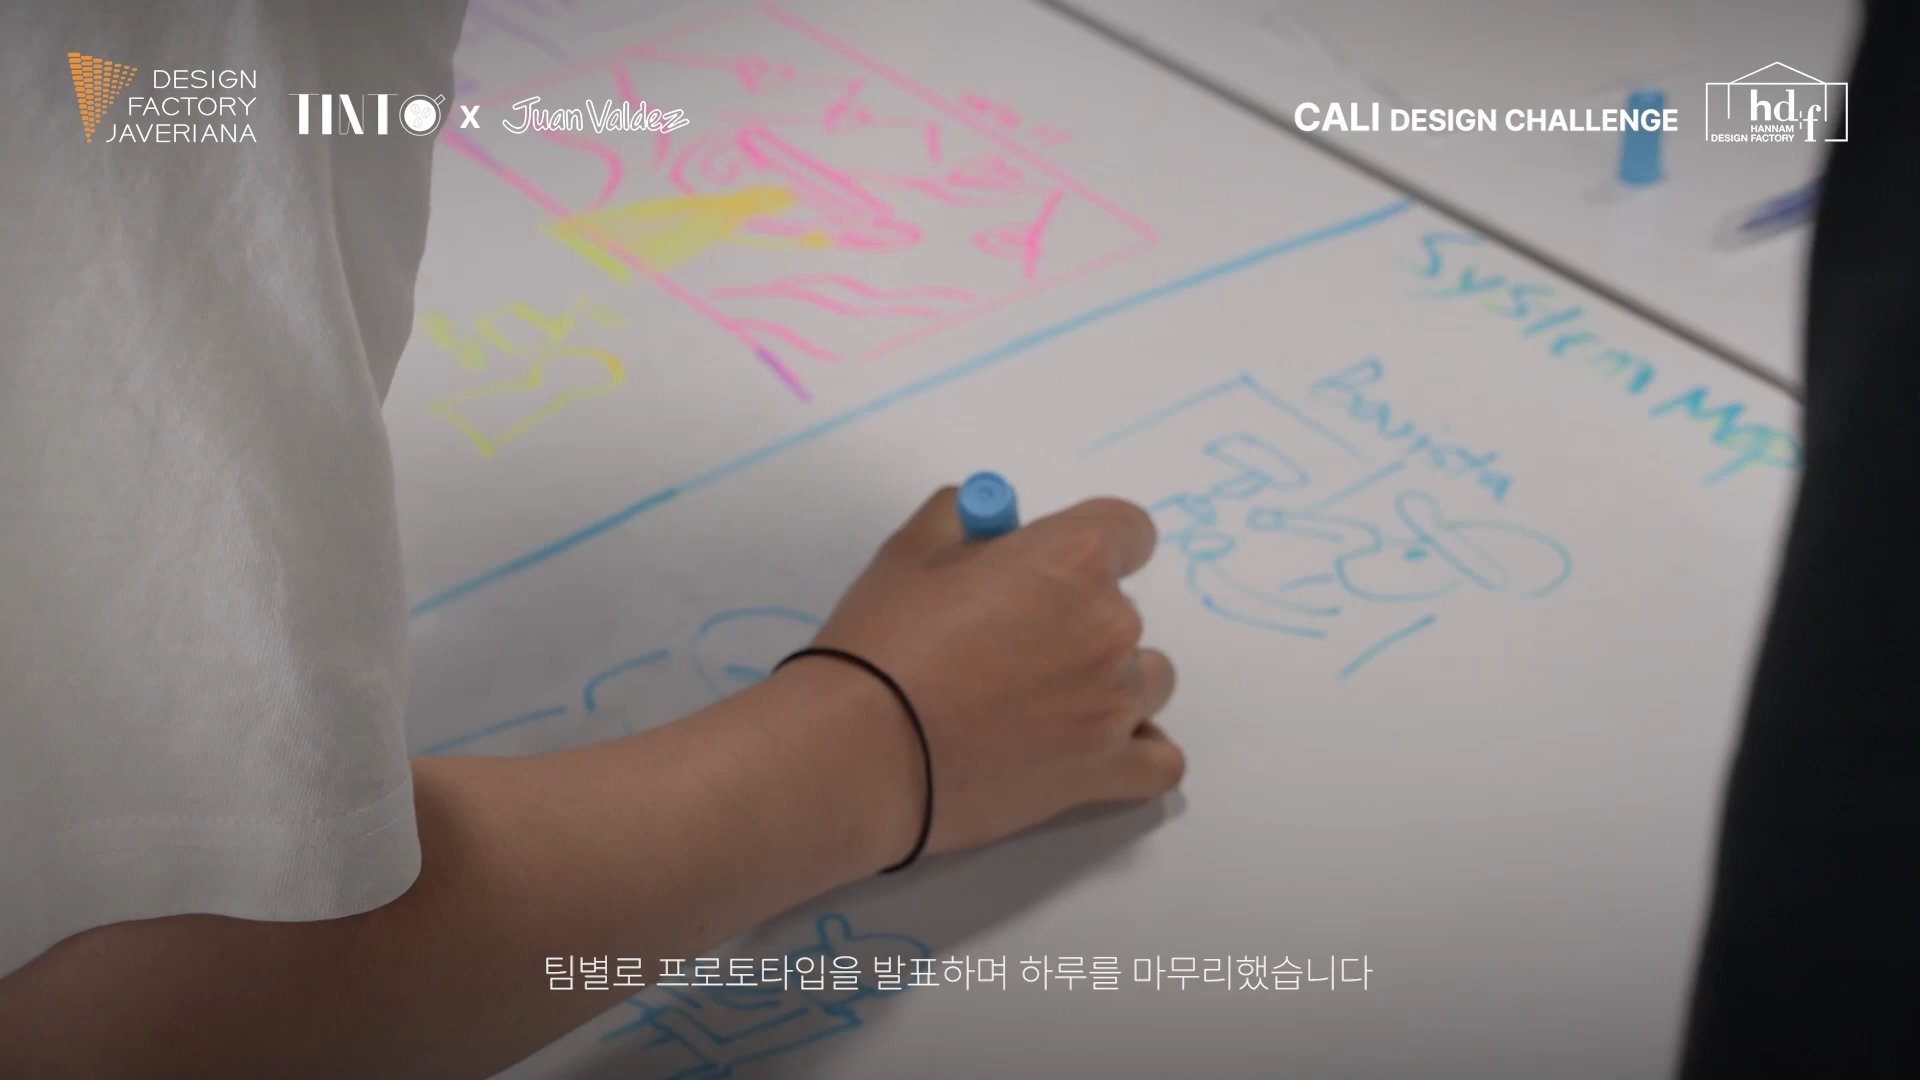 DESIGN
FACTORY
JAVERIANA
TINTO X Juan Valdez
CALI DESIGN CHALLENGE
hd:f
HANNAM
DESIGN FACTORY
System Map
Barista
팀별로 프로토타입을 발표하며 하루를 마무리했습니다